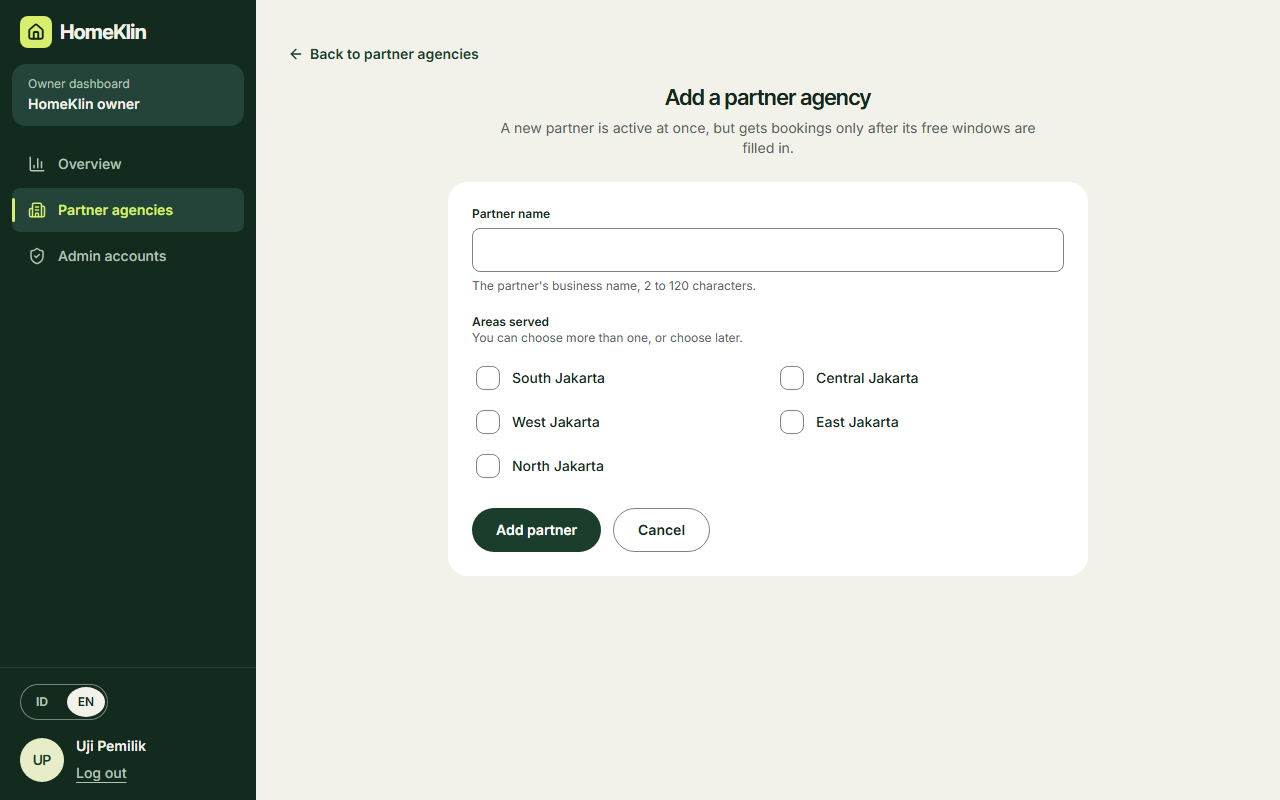 HomeKlin
Owner dashboard
HomeKlin owner
Overview
Partner agencies
Admin accounts
ID EN
UP
Uji Pemilik
Log out
Back to partner agencies
Add a partner agency
A new partner is active at once, but gets bookings only after its free windows are
filled in.
Partner name
The partner's business name, 2 to 120 characters.
Areas served
You can choose more than one, or choose later.
South Jakarta
Central Jakarta
West Jakarta
East Jakarta
North Jakarta
Add partner
Cancel